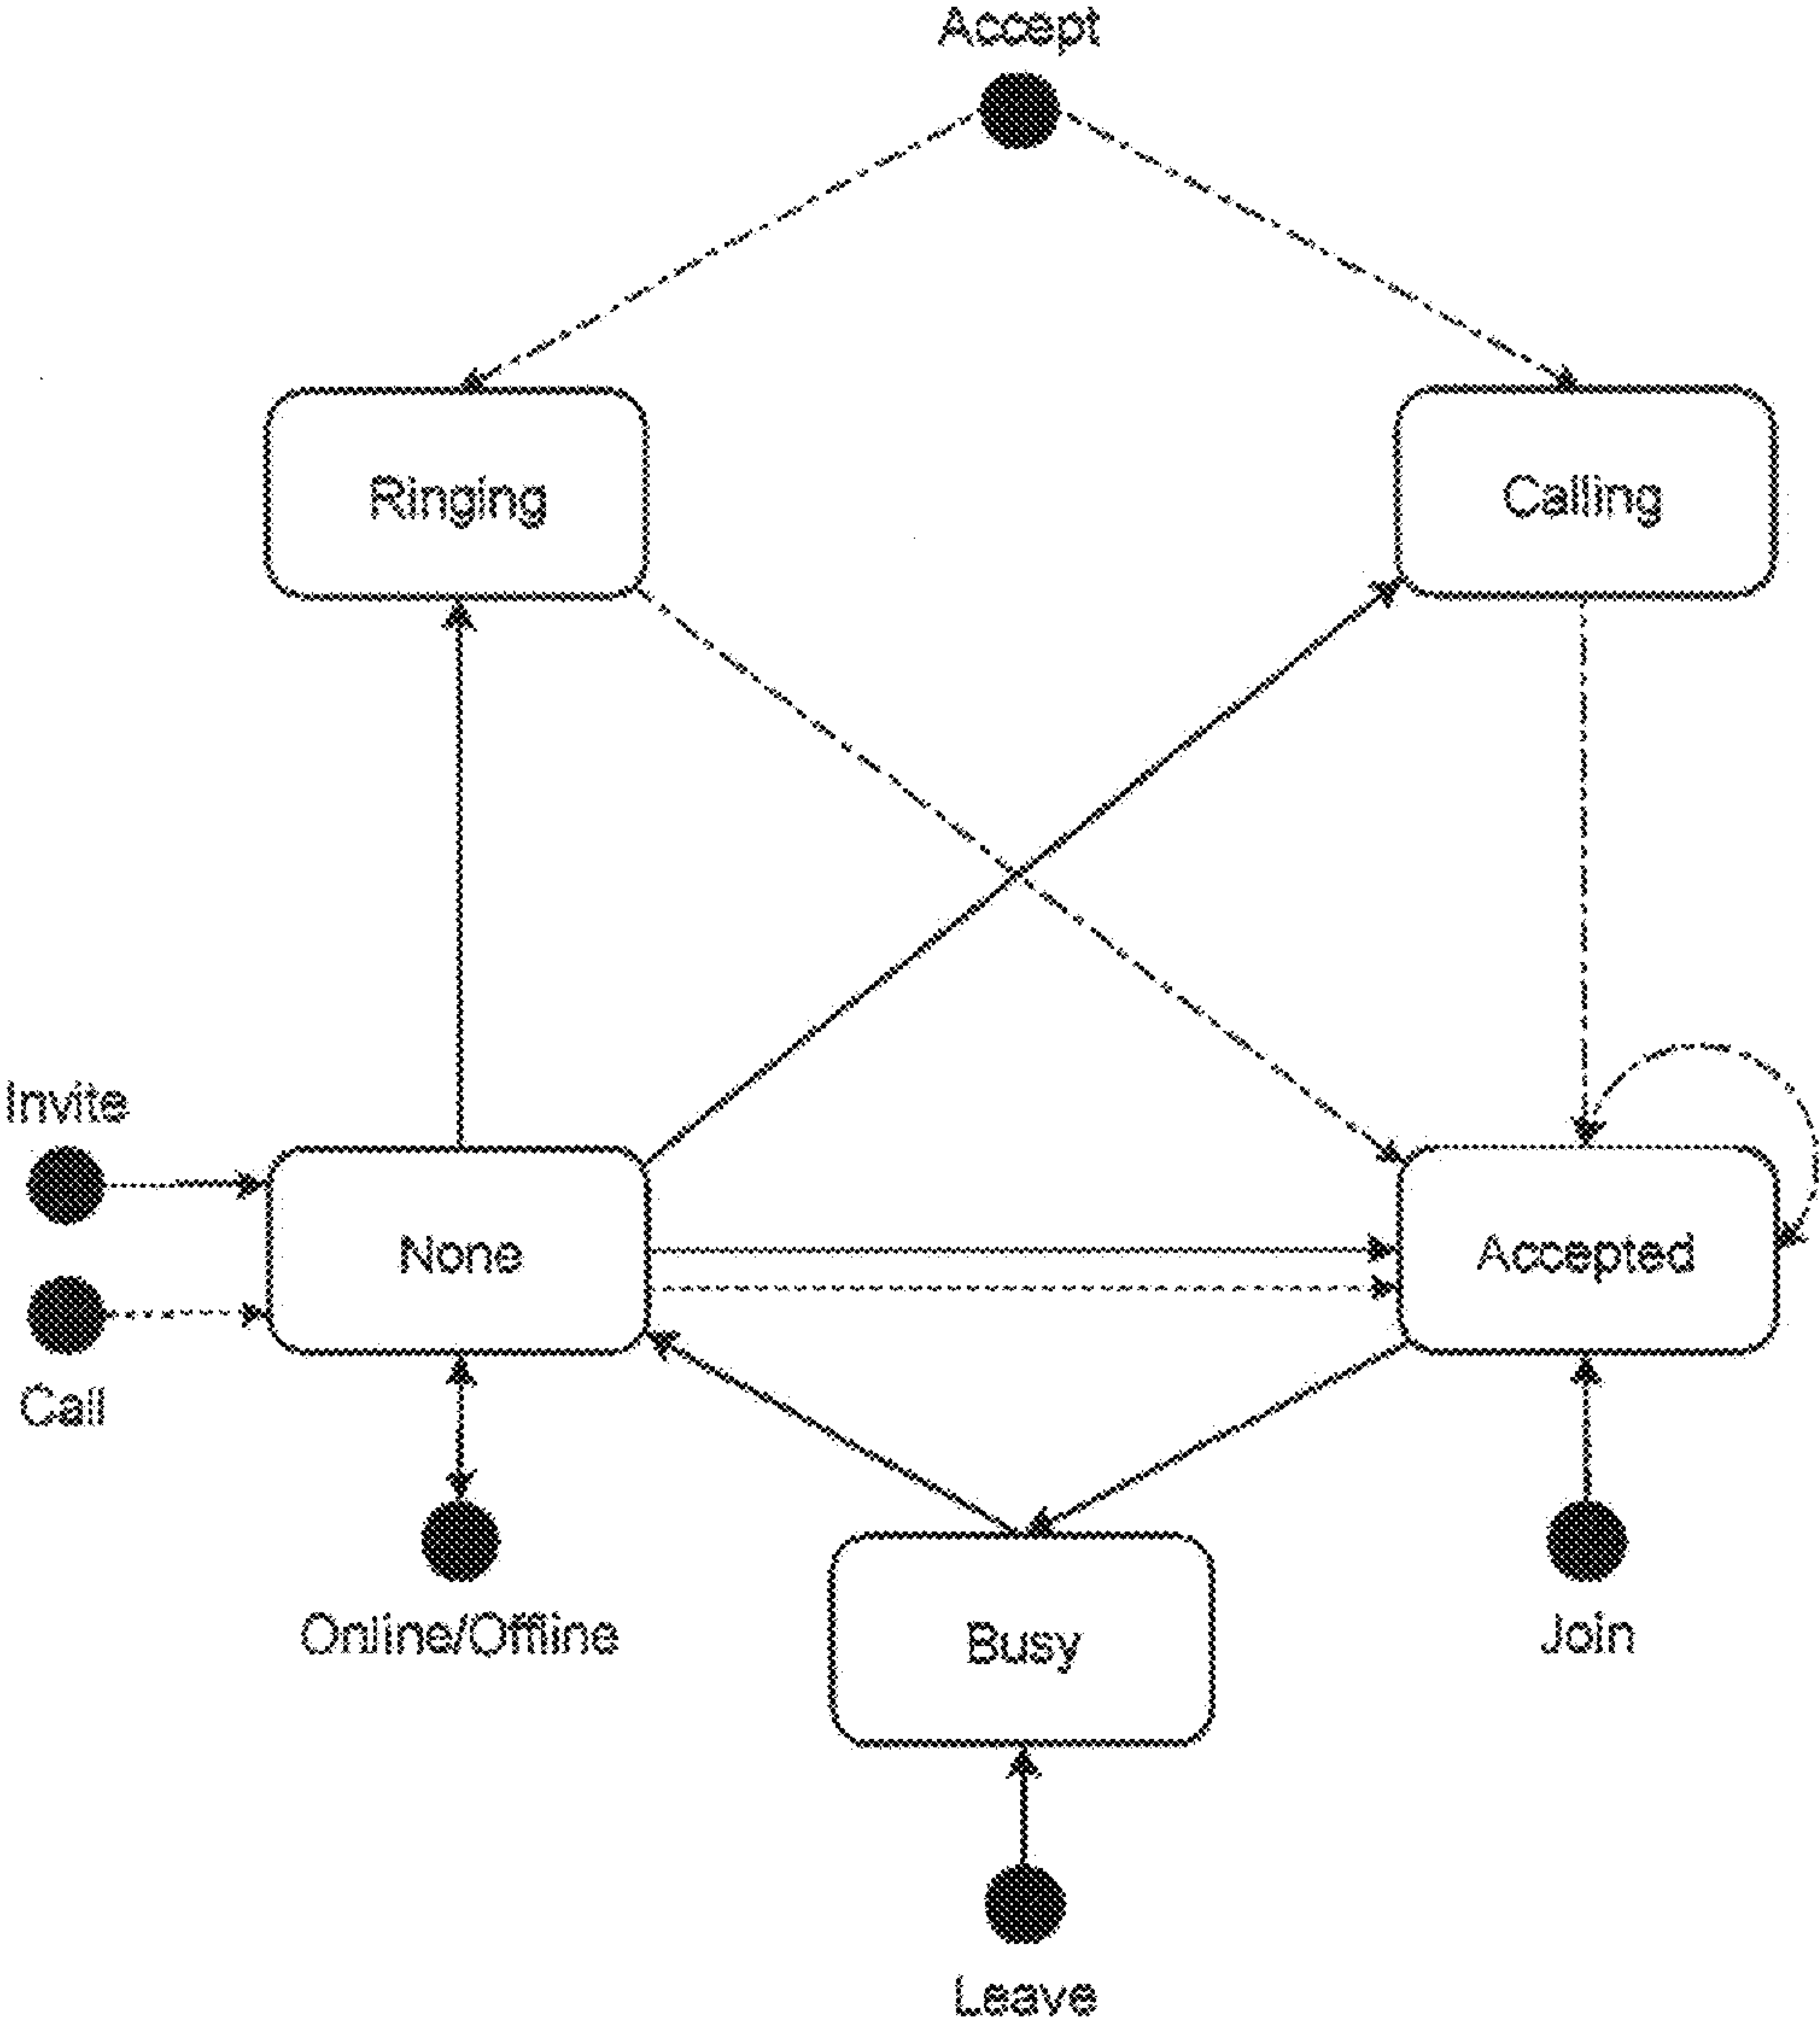 Accept
Ringing
Calling
Invite
None
Accepted
Call
Online/Offline
Busy
Join
Leave